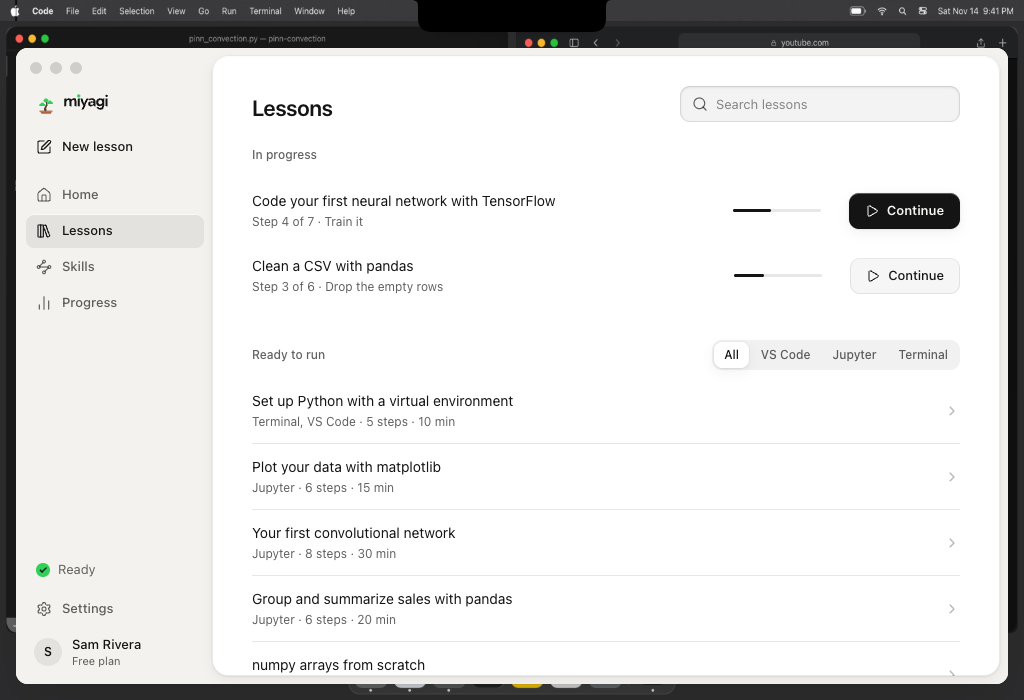 Code File Edit Selection View Go Run Terminal Window Help
Sat Nov 14 9:41 PM
pinn_convection.py — pinn-convection
youtube.com
miyagi
New lesson
Home
Lessons
Skills
Progress
Ready
Settings
S
Sam Rivera
Free plan
Lessons
Search lessons
In progress
Code your first neural network with TensorFlow
Step 4 of 7 · Train it
Continue
Clean a CSV with pandas
Step 3 of 6 · Drop the empty rows
Continue
Ready to run
All VS Code Jupyter Terminal
Set up Python with a virtual environment
Terminal, VS Code · 5 steps · 10 min
Plot your data with matplotlib
Jupyter · 6 steps · 15 min
Your first convolutional network
Jupyter · 8 steps · 30 min
Group and summarize sales with pandas
Jupyter · 6 steps · 20 min
numpy arrays from scratch